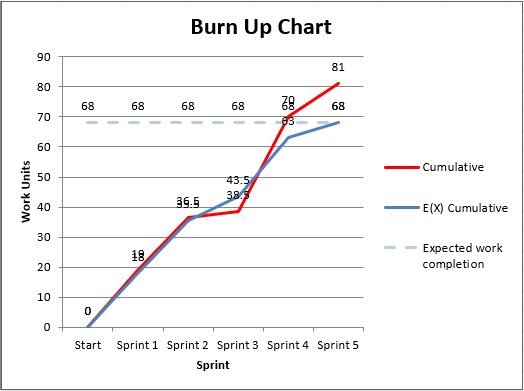 Burn Up Chart
90
80
70
60
50
40
30
20
10
0
Work Units
81
68 68 68 68 68 68
70
63
43.5
38.5
36.5
19
18
0
Start Sprint 1 Sprint 2 Sprint 3 Sprint 4 Sprint 5
Sprint
Cumulative
E(X) Cumulative
Expected work
completion